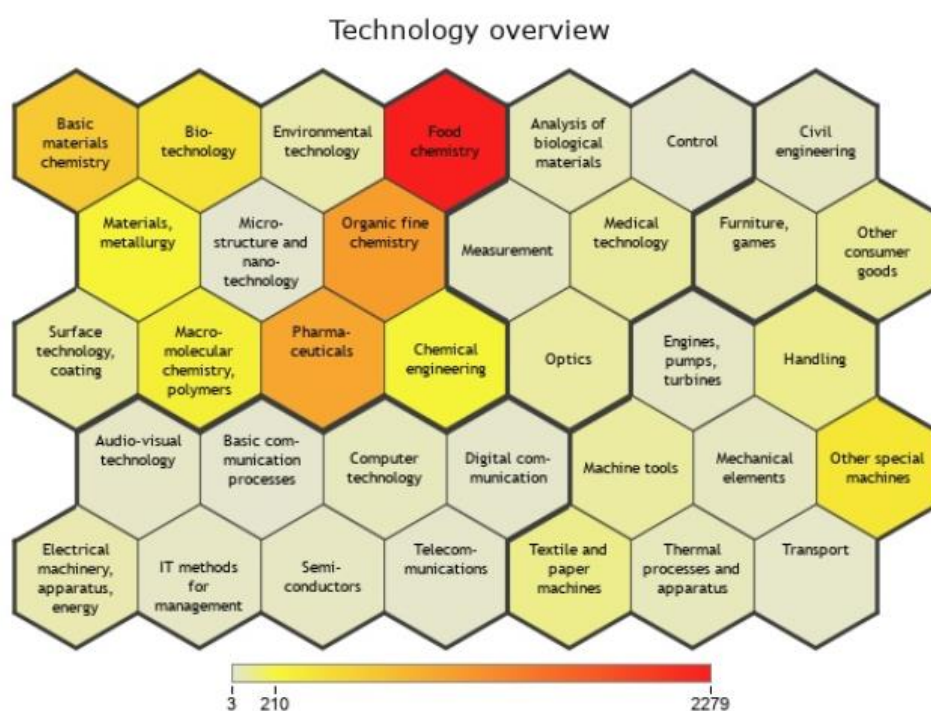 Technology overview
Basic
materials
chemistry
Bio-
technology
Environmental
technology
Food
chemistry
Analysis of
biological
materials
Control
Civil
engineering
Materials,
metallurgy
Micro-
structure and
nano-
technology
Organic fine
chemistry
Measurement
Medical
technology
Furniture,
games
Other
consumer
goods
Surface
technology,
coating
Macro-
molecular
chemistry,
polymers
Pharma-
ceuticals
Chemical
engineering
Optics
Engines,
pumps,
turbines
Handling
Audio-visual
technology
Basic com-
munication
processes
Computer
technology
Digital com-
munication
Machine tools
Mechanical
elements
Other special
machines
Electrical
machinery,
apparatus,
energy
IT methods
for
management
Semi-
conductors
Telecom-
munications
Textile and
paper
machines
Thermal
processes and
apparatus
Transport
3 210 2279